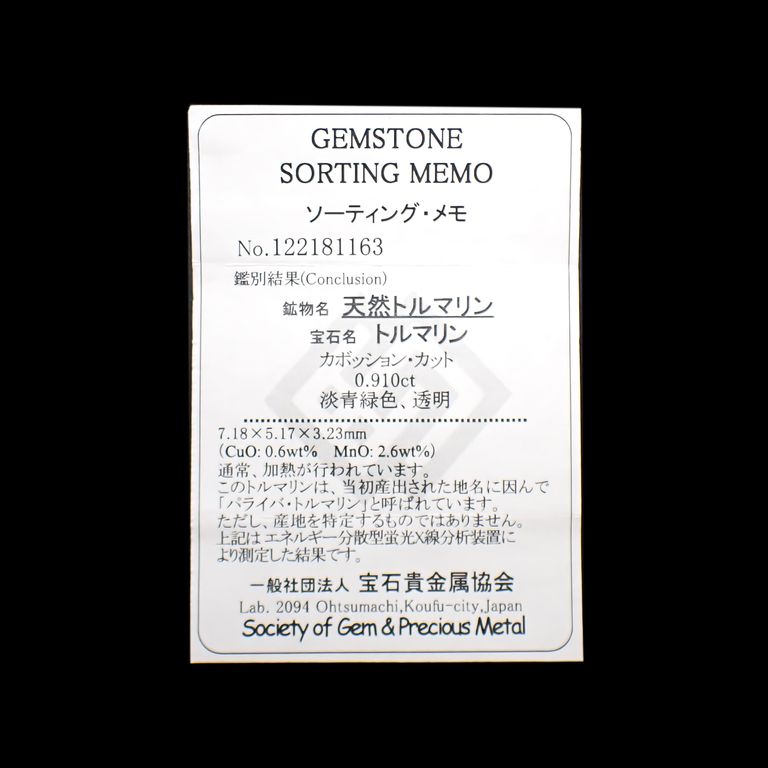 GEMSTONE
SORTING MEMO
ソーティング・メモ
No.122181163
鑑別結果(Conclusion)
鉱物名 天然トルマリン
宝石名 トルマリン
カボッション・カット
0.910ct
淡青緑色、透明
7.18×5.17×3.23mm
(CuO: 0.6wt% MnO: 2.6wt%)
通常、加熱が行われています。
このトルマリンは、当初産出された地名に因んで
「パライバ・トルマリン」と呼ばれています。
ただし、産地を特定するものではありません。
上記は エネルギー分散型蛍光X線分析装置に
より測定した結果です。
一般社団法人 宝石貴金属協会
Lab. 2094 Ohtsumachi,Koufu-city,Japan
Society of Gem & Precious Metal